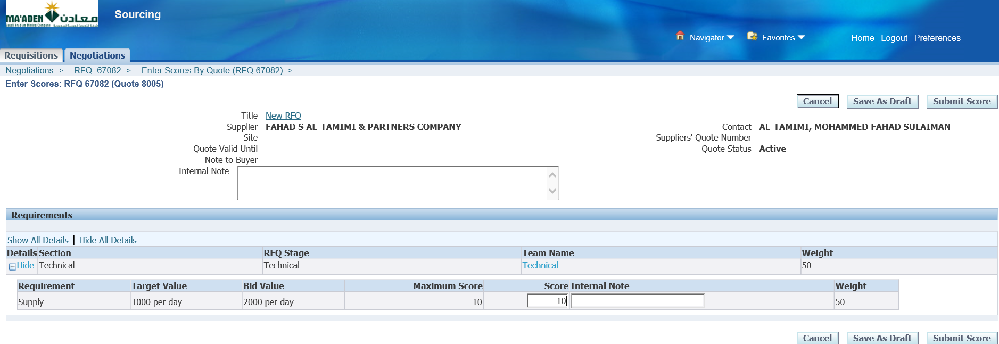 MA'ADEN معادن
Saudi Arabian Mining Company
Sourcing
Navigator Favorites Home Logout Preferences
Requisitions Negotiations
Negotiations > RFQ: 67082 > Enter Scores By Quote (RFQ 67082) >
Enter Scores: RFQ 67082 (Quote 8005)
Cancel Save As Draft Submit Score
Title New RFQ
Supplier FAHAD S AL-TAMIMI & PARTNERS COMPANY Contact AL-TAMIMI, MOHAMMED FAHAD SULAIMAN
Site Suppliers' Quote Number
Quote Valid Until Quote Status Active
Note to Buyer
Internal Note
Requirements
Show All Details | Hide All Details
Details Section RFQ Stage Team Name Weight
Hide Technical Technical Technical 50
Requirement Target Value Bid Value Maximum Score Score Internal Note Weight
Supply 1000 per day 2000 per day 10 10 50
Cancel Save As Draft Submit Score